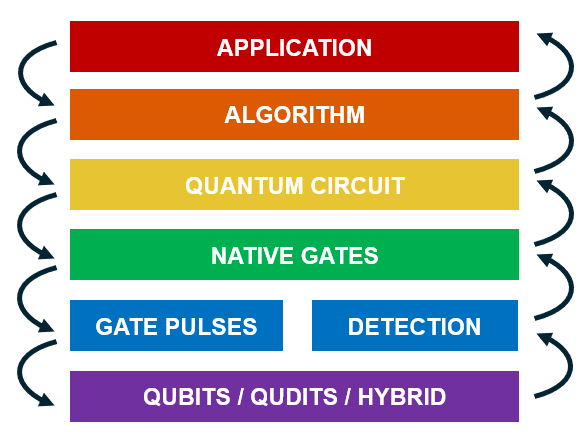 APPLICATION
ALGORITHM
QUANTUM CIRCUIT
NATIVE GATES
GATE PULSES
DETECTION
QUBITS / QUDITS / HYBRID